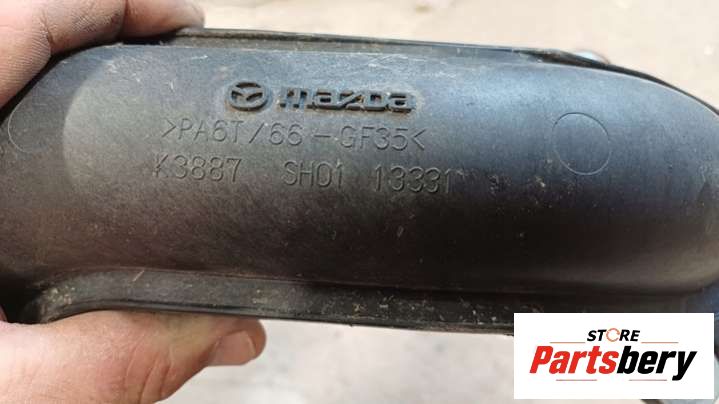 mazda
>PA6T/66-GF35<
K3887 SH01 13331
STORE
Partsbery